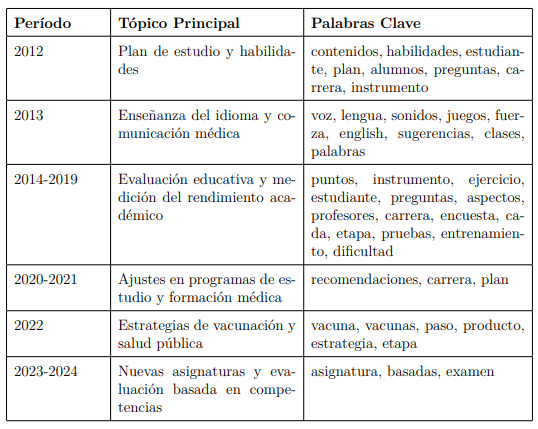 Período Tópico Principal Palabras Clave
2012 Plan de estudio y habilida- contenidos, habilidades, estudian-
des te, plan, alumnos, preguntas, ca-
rrera, instrumento
2013 Enseñanza del idioma y co- voz, lengua, sonidos, juegos, fuer-
municación médica za, english, sugerencias, clases,
palabras
2014-2019 Evaluación educativa y me- puntos, instrumento, ejercicio,
dición del rendimiento aca- estudiante, preguntas, aspectos,
démico profesores, carrera, encuesta, ca-
da, etapa, pruebas, entrenamien-
to, dificultad
2020-2021 Ajustes en programas de es- recomendaciones, carrera, plan
tudio y formación médica
2022 Estrategias de vacunación y vacuna, vacunas, paso, producto,
salud pública estrategia, etapa
2023-2024 Nuevas asignaturas y eva- asignatura, basadas, examen
luación basada en compe-
tencias